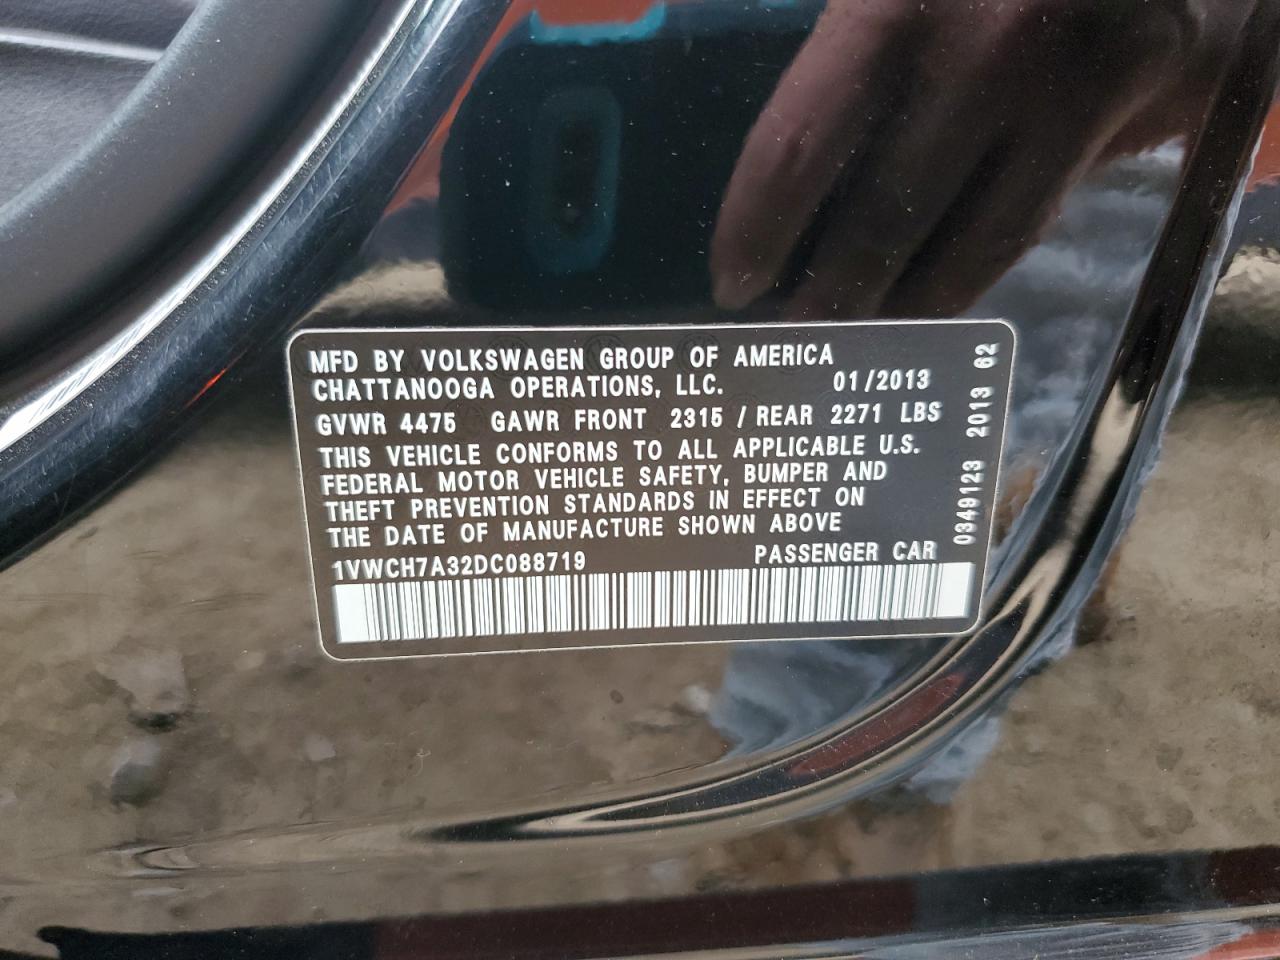 MFD BY VOLKSWAGEN GROUP OF AMERICA
CHATTANOOGA OPERATIONS, LLC. 01/2013
GVWR 4475 GAWR FRONT 2315 / REAR 2271 LBS
THIS VEHICLE CONFORMS TO ALL APPLICABLE U.S.
FEDERAL MOTOR VEHICLE SAFETY, BUMPER AND
THEFT PREVENTION STANDARDS IN EFFECT ON
THE DATE OF MANUFACTURE SHOWN ABOVE
1VWCH7A32DC088719 PASSENGER CAR
0349123 2013 62